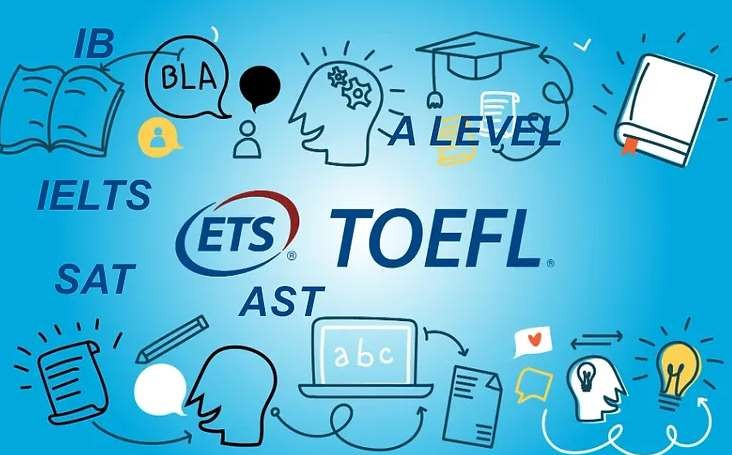 IB
BLA
A LEVEL
IELTS
ETS®
TOEFL®
SAT
AST
abc